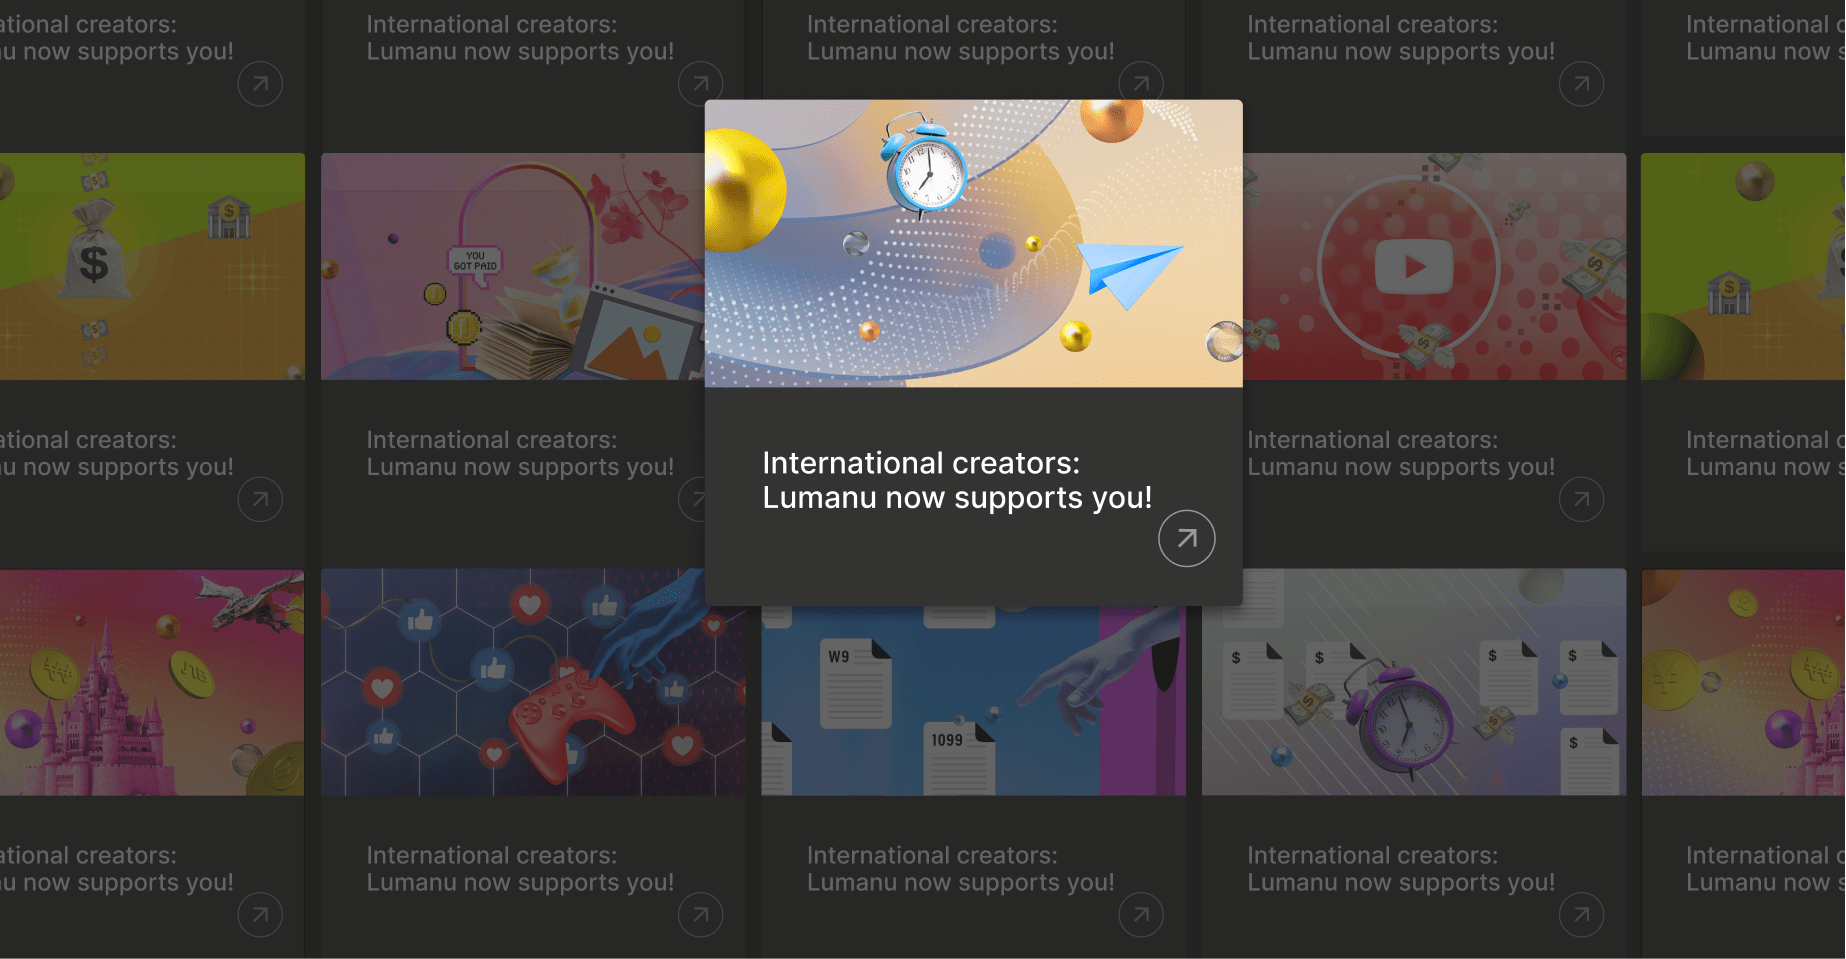 ational creators:
u now supports you!
International creators:
Lumanu now supports you!
International creators:
Lumanu now supports you!
International creators:
Lumanu now supports you!
International
Lumanu now s
$
$
YOU
GOT PAID
$
$
International creators:
Lumanu now supports you!
ational creators:
u now supports you!
International creators:
Lumanu now supports you!
International creators:
Lumanu now supports you!
International c
Lumanu now s
W9
1099
$
$
$
$
$
ational creators:
u now supports you!
International creators:
Lumanu now supports you!
International creators:
Lumanu now supports you!
International creators:
Lumanu now supports you!
International c
Lumanu now s